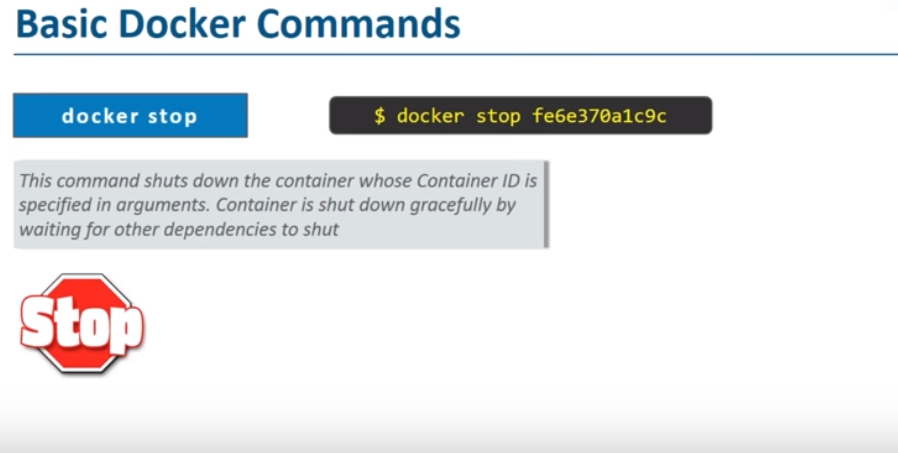 Basic Docker Commands
docker stop
$ docker stop fe6e370a1c9c
This command shuts down the container whose Container ID is
specified in arguments. Container is shut down gracefully by
waiting for other dependencies to shut
Stop